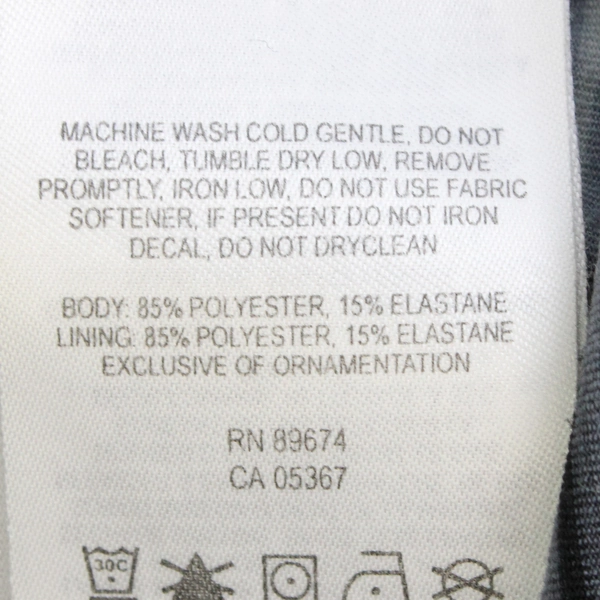 MACHINE WASH COLD GENTLE, DO NOT
BLEACH, TUMBLE DRY LOW, REMOVE
PROMPTLY, IRON LOW, DO NOT USE FABRIC
SOFTENER, IF PRESENT DO NOT IRON
DECAL, DO NOT DRYCLEAN
BODY: 85% POLYESTER, 15% ELASTANE
LINING: 85% POLYESTER, 15% ELASTANE
EXCLUSIVE OF ORNAMENTATION
RN 89674
CA 05367
30C